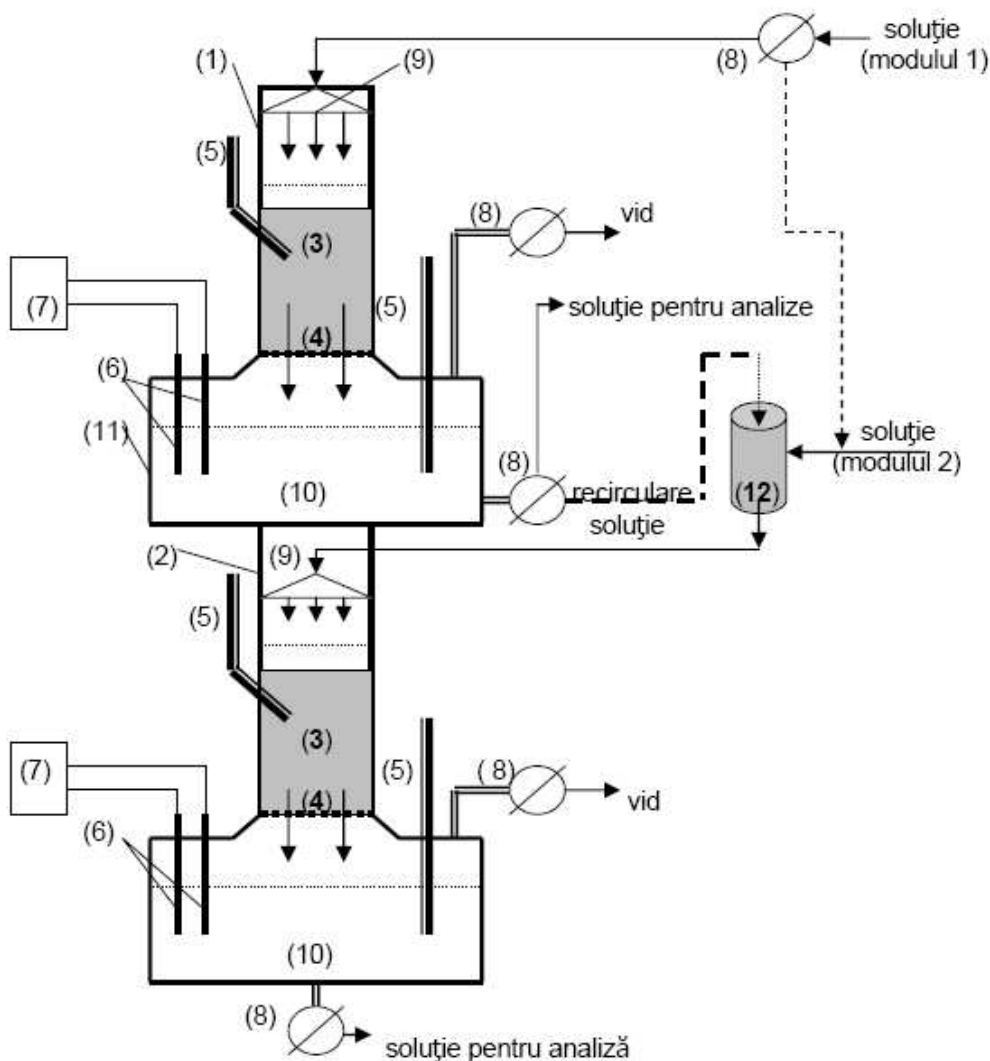 soluţie
(modulul 1)
(8)
(1)
(9)
(5)
(8)
vid
(3)
(7)
(5)
soluţie pentru analize
(4)
(6)
(11)
(8)
soluţie
(modulul 2)
(10)
recirculare
soluţie
(12)
(2)
(9)
(5)
(3)
(7)
(5)
( 8)
vid
(4)
(6)
(10)
(8)
soluţie pentru analiză